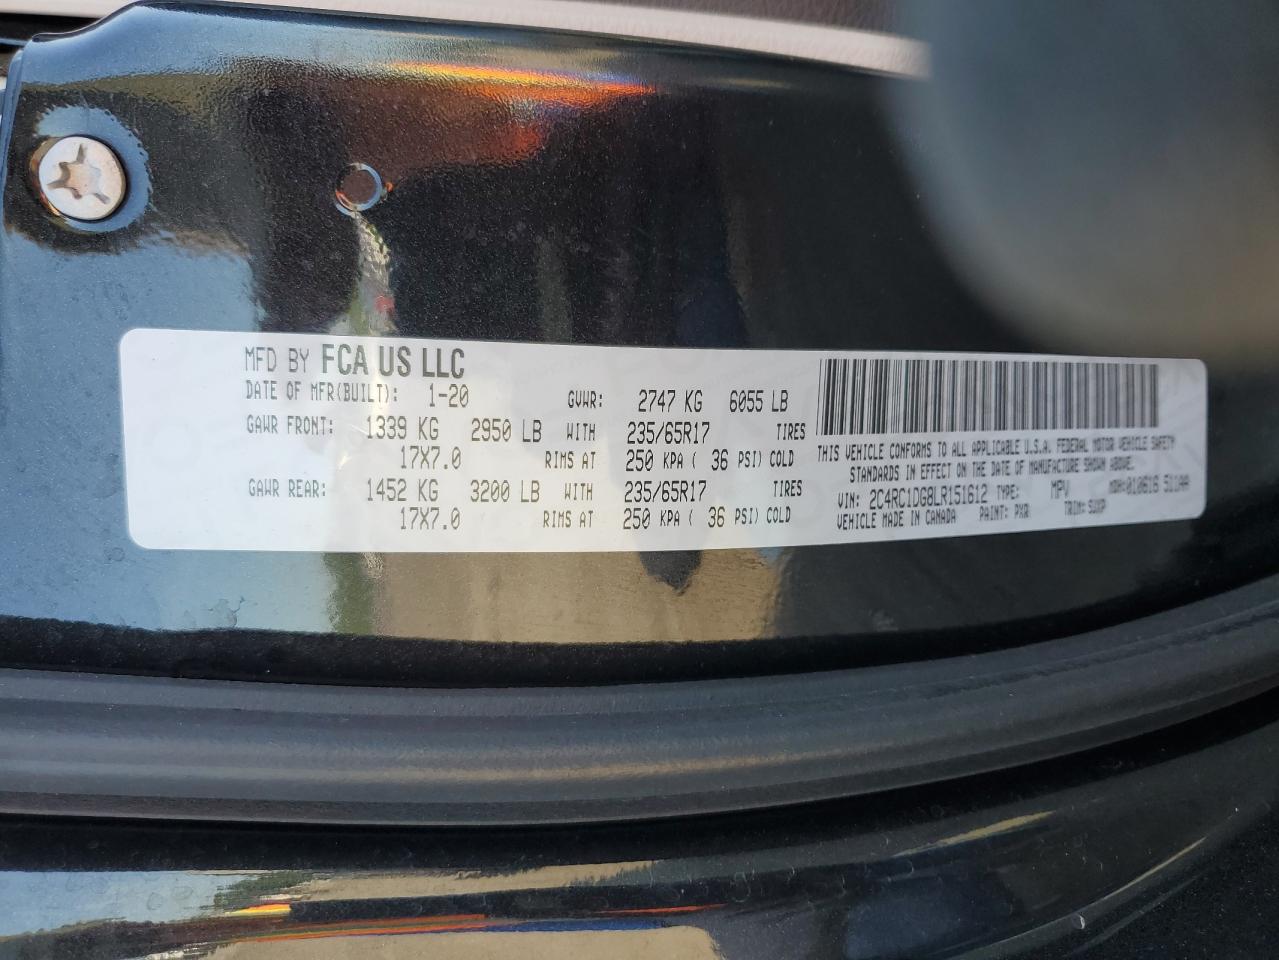 MFD BY FCA US LLC
DATE OF MFR(BUILT): 1-20 GVWR: 2747 KG 6055 LB
GAWR FRONT: 1339 KG 2950 LB WITH 235/65R17 TIRES
17X7.0 RIMS AT 250 KPA ( 36 PSI) COLD
GAWR REAR: 1452 KG 3200 LB WITH 235/65R17 TIRES
17X7.0 RIMS AT 250 KPA ( 36 PSI) COLD
THIS VEHICLE CONFORMS TO ALL APPLICABLE U.S.A. FEDERAL MOTOR VEHICLE SAFETY
STANDARDS IN EFFECT ON THE DATE OF MANUFACTURE SHOWN ABOVE.
VIN: 2C4RC1DG8LR151612 TYPE: MPV MDH:010616 511AA
VEHICLE MADE IN CANADA PAINT: PXR TRIM: